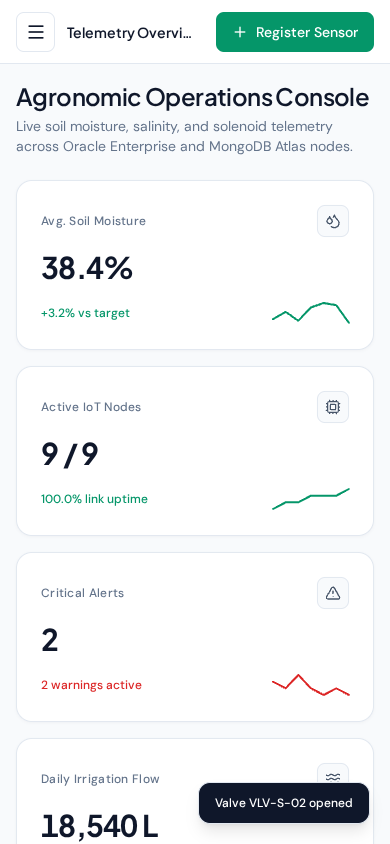 Telemetry Overvi...
Register Sensor
Agronomic Operations Console
Live soil moisture, salinity, and solenoid telemetry
across Oracle Enterprise and MongoDB Atlas nodes.
Avg. Soil Moisture
38.4%
+3.2% vs target
Active IoT Nodes
9 / 9
100.0% link uptime
Critical Alerts
2
2 warnings active
Daily Irrigation Flow
18,540 L
Valve VLV-S-02 opened